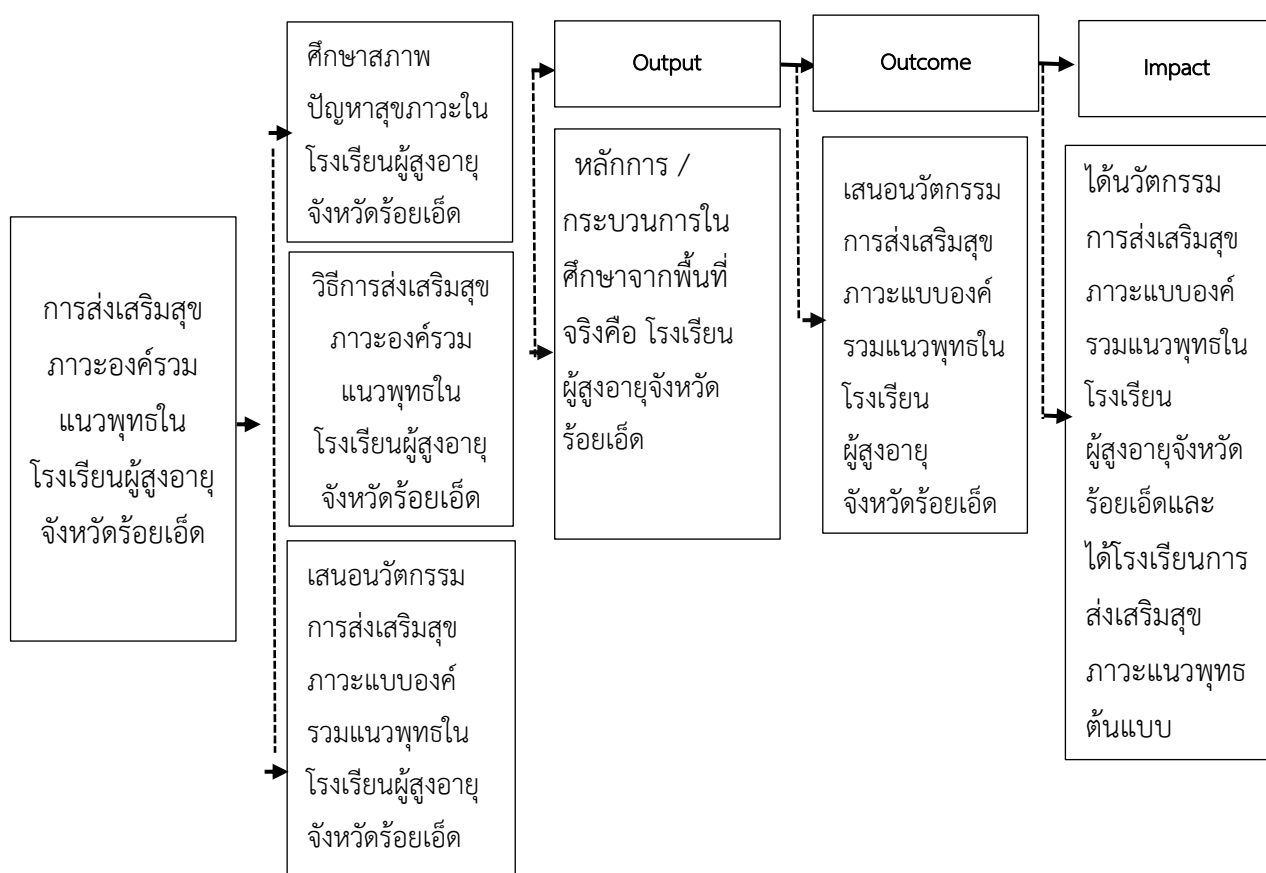 การส่งเสริมสุข
ภาวะองค์รวม
แนวพุทธใน
โรงเรียนผู้สูงอายุ
จังหวัดร้อยเอ็ด
ศึกษาสภาพ
ปัญหาสุขภาวะใน
โรงเรียนผู้สูงอายุ
จังหวัดร้อยเอ็ด
วิธีการส่งเสริมสุข
ภาวะองค์รวม
แนวพุทธใน
โรงเรียนผู้สูงอายุ
จังหวัดร้อยเอ็ด
เสนอนวัตกรรม
การส่งเสริมสุข
ภาวะแบบองค์
รวมแนวพุทธใน
โรงเรียนผู้สูงอายุ
จังหวัดร้อยเอ็ด
Output
หลักการ /
กระบวนการใน
ศึกษาจากพื้นที่
จริงคือ โรงเรียน
ผู้สูงอายุจังหวัด
ร้อยเอ็ด
Outcome
เสนอนวัตกรรม
การส่งเสริมสุข
ภาวะแบบองค์
รวมแนวพุทธใน
โรงเรียน
ผู้สูงอายุ
จังหวัดร้อยเอ็ด
Impact
ได้นวัตกรรม
การส่งเสริมสุข
ภาวะแบบองค์
รวมแนวพุทธใน
โรงเรียน
ผู้สูงอายุจังหวัด
ร้อยเอ็ดและ
ได้โรงเรียนการ
ส่งเสริมสุข
ภาวะแนวพุทธ
ต้นแบบ